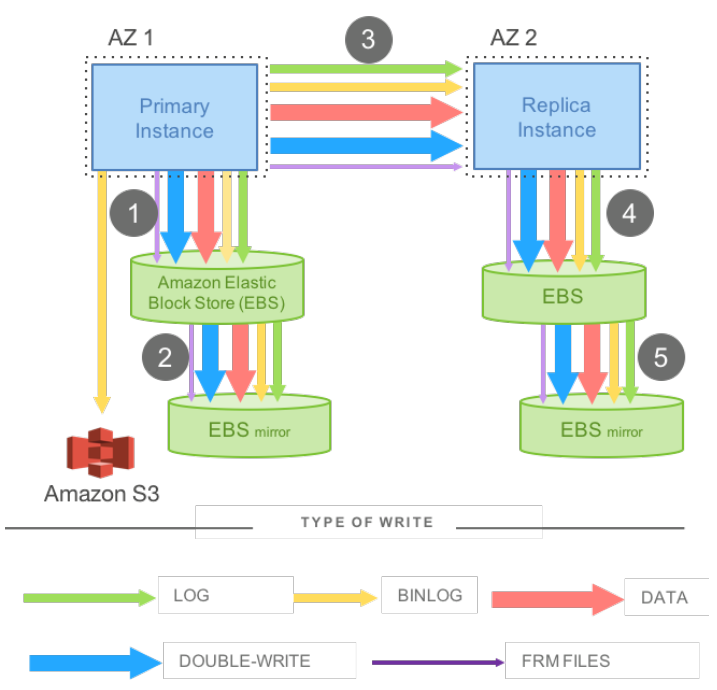 AZ 1
3
AZ 2
Primary
Instance
Replica
Instance
1
4
Amazon Elastic
Block Store (EBS)
EBS
2
5
EBS mirror
EBS mirror
Amazon S3
TYPE OF WRITE
LOG
BINLOG
DATA
DOUBLE-WRITE
FRM FILES